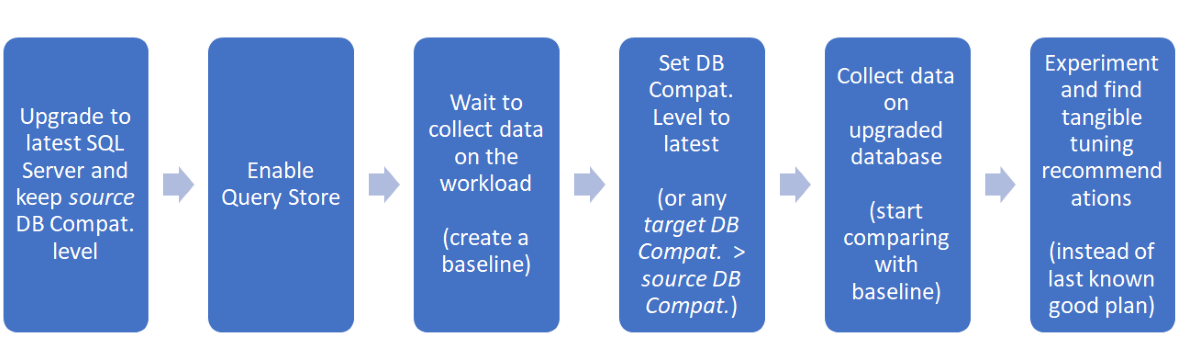 Upgrade to
latest SQL
Server and
keep source
DB Compat.
level
Enable
Query Store
Wait to
collect data
on the
workload
(create a
baseline)
Set DB
Compat.
Level to
latest
(or any
target DB
Compat. >
source DB
Compat.)
Collect data
on
upgraded
database
(start
comparing
with
baseline)
Experiment
and find
tangible
tuning
recommend
ations
(instead of
last known
good plan)